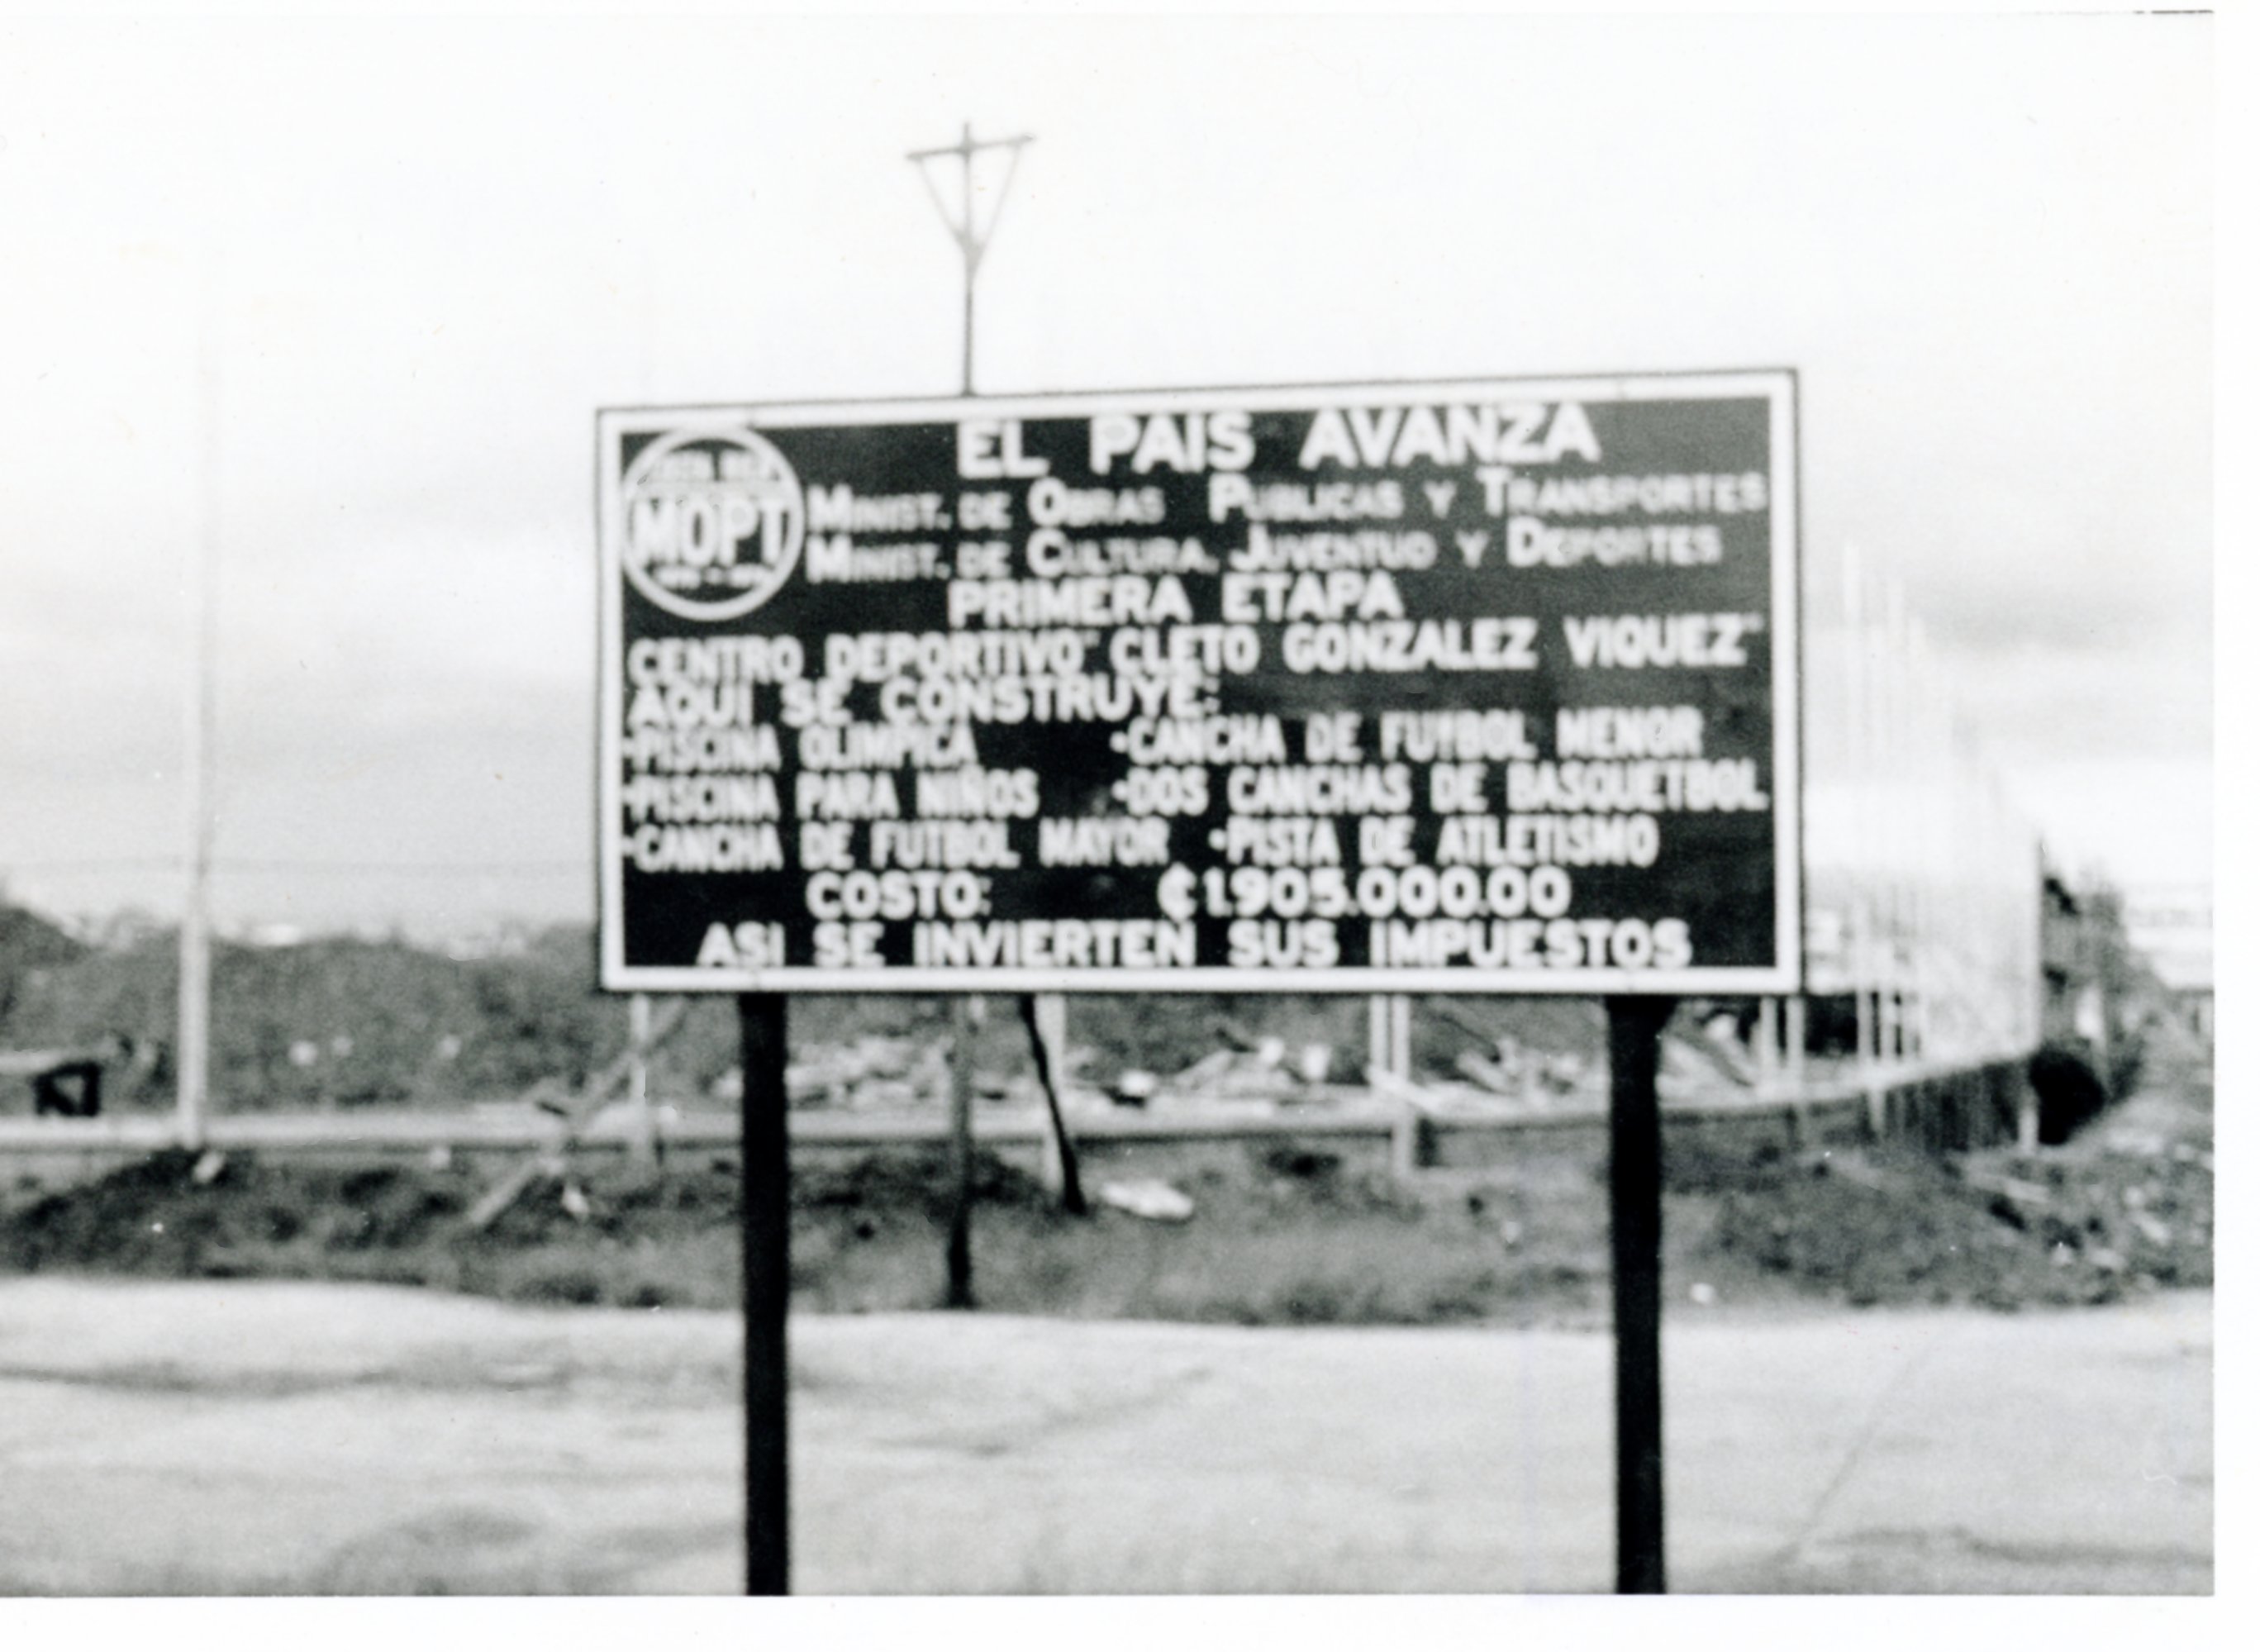 EL PAIS AVANZA
MOPT
MINIST. DE OBRAS PUBLICAS Y TRANSPORTES
MINIST. DE CULTURA, JUVENTUD Y DEPORTES
PRIMERA ETAPA
CENTRO DEPORTIVO "CLETO GONZALEZ VIQUEZ"
AQUI SE CONSTRUYE:
•PISCINA OLIMPICA •CANCHA DE FUTBOL MENOR
•PISCINA PARA NIÑOS •DOS CANCHAS DE BASQUETBOL
•CANCHA DE FUTBOL MAYOR •PISTA DE ATLETISMO
COSTO: ₡1.905.000.00
ASI SE INVIERTEN SUS IMPUESTOS